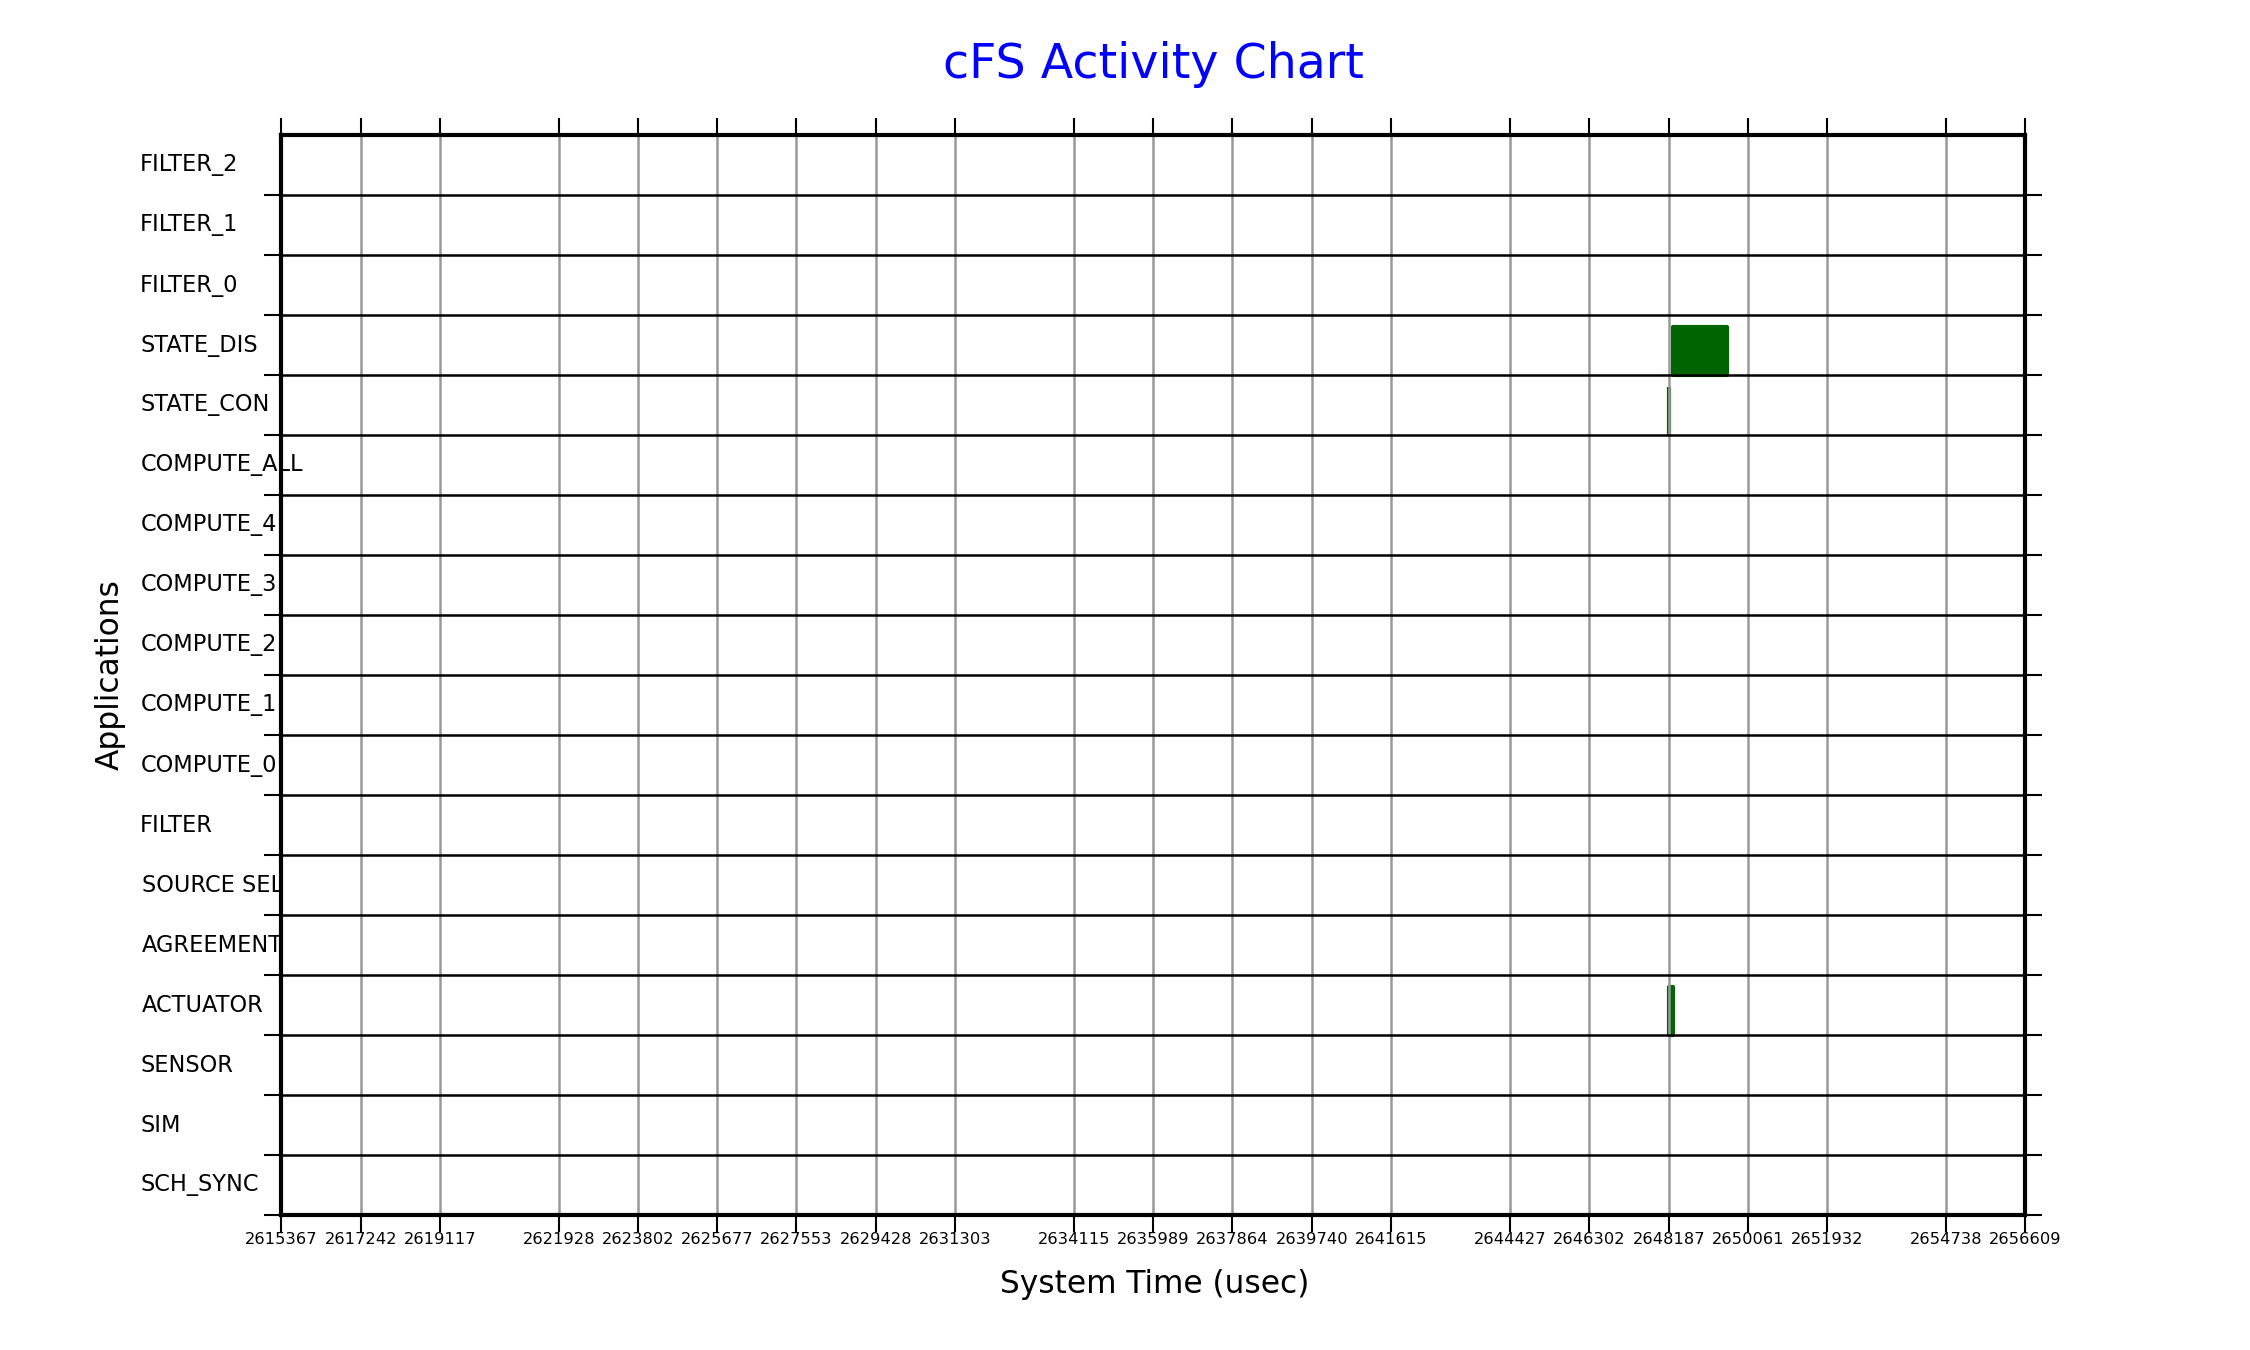 cFS Activity Chart
FILTER_2
FILTER_1
FILTER_0
STATE_DIS
STATE_CON
COMPUTE_ALL
COMPUTE_4
COMPUTE_3
COMPUTE_2
COMPUTE_1
COMPUTE_0
FILTER
SOURCE SEL
AGREEMENT
ACTUATOR
SENSOR
SIM
SCH_SYNC
Applications
2615367 2617242 2619117 2621928 2623802 2625677 2627553 2629428 2631303 2634115 2635989 2637864 2639740 2641615 2644427 2646302 2648187 2650061 2651932 2654738 2656609
System Time (usec)